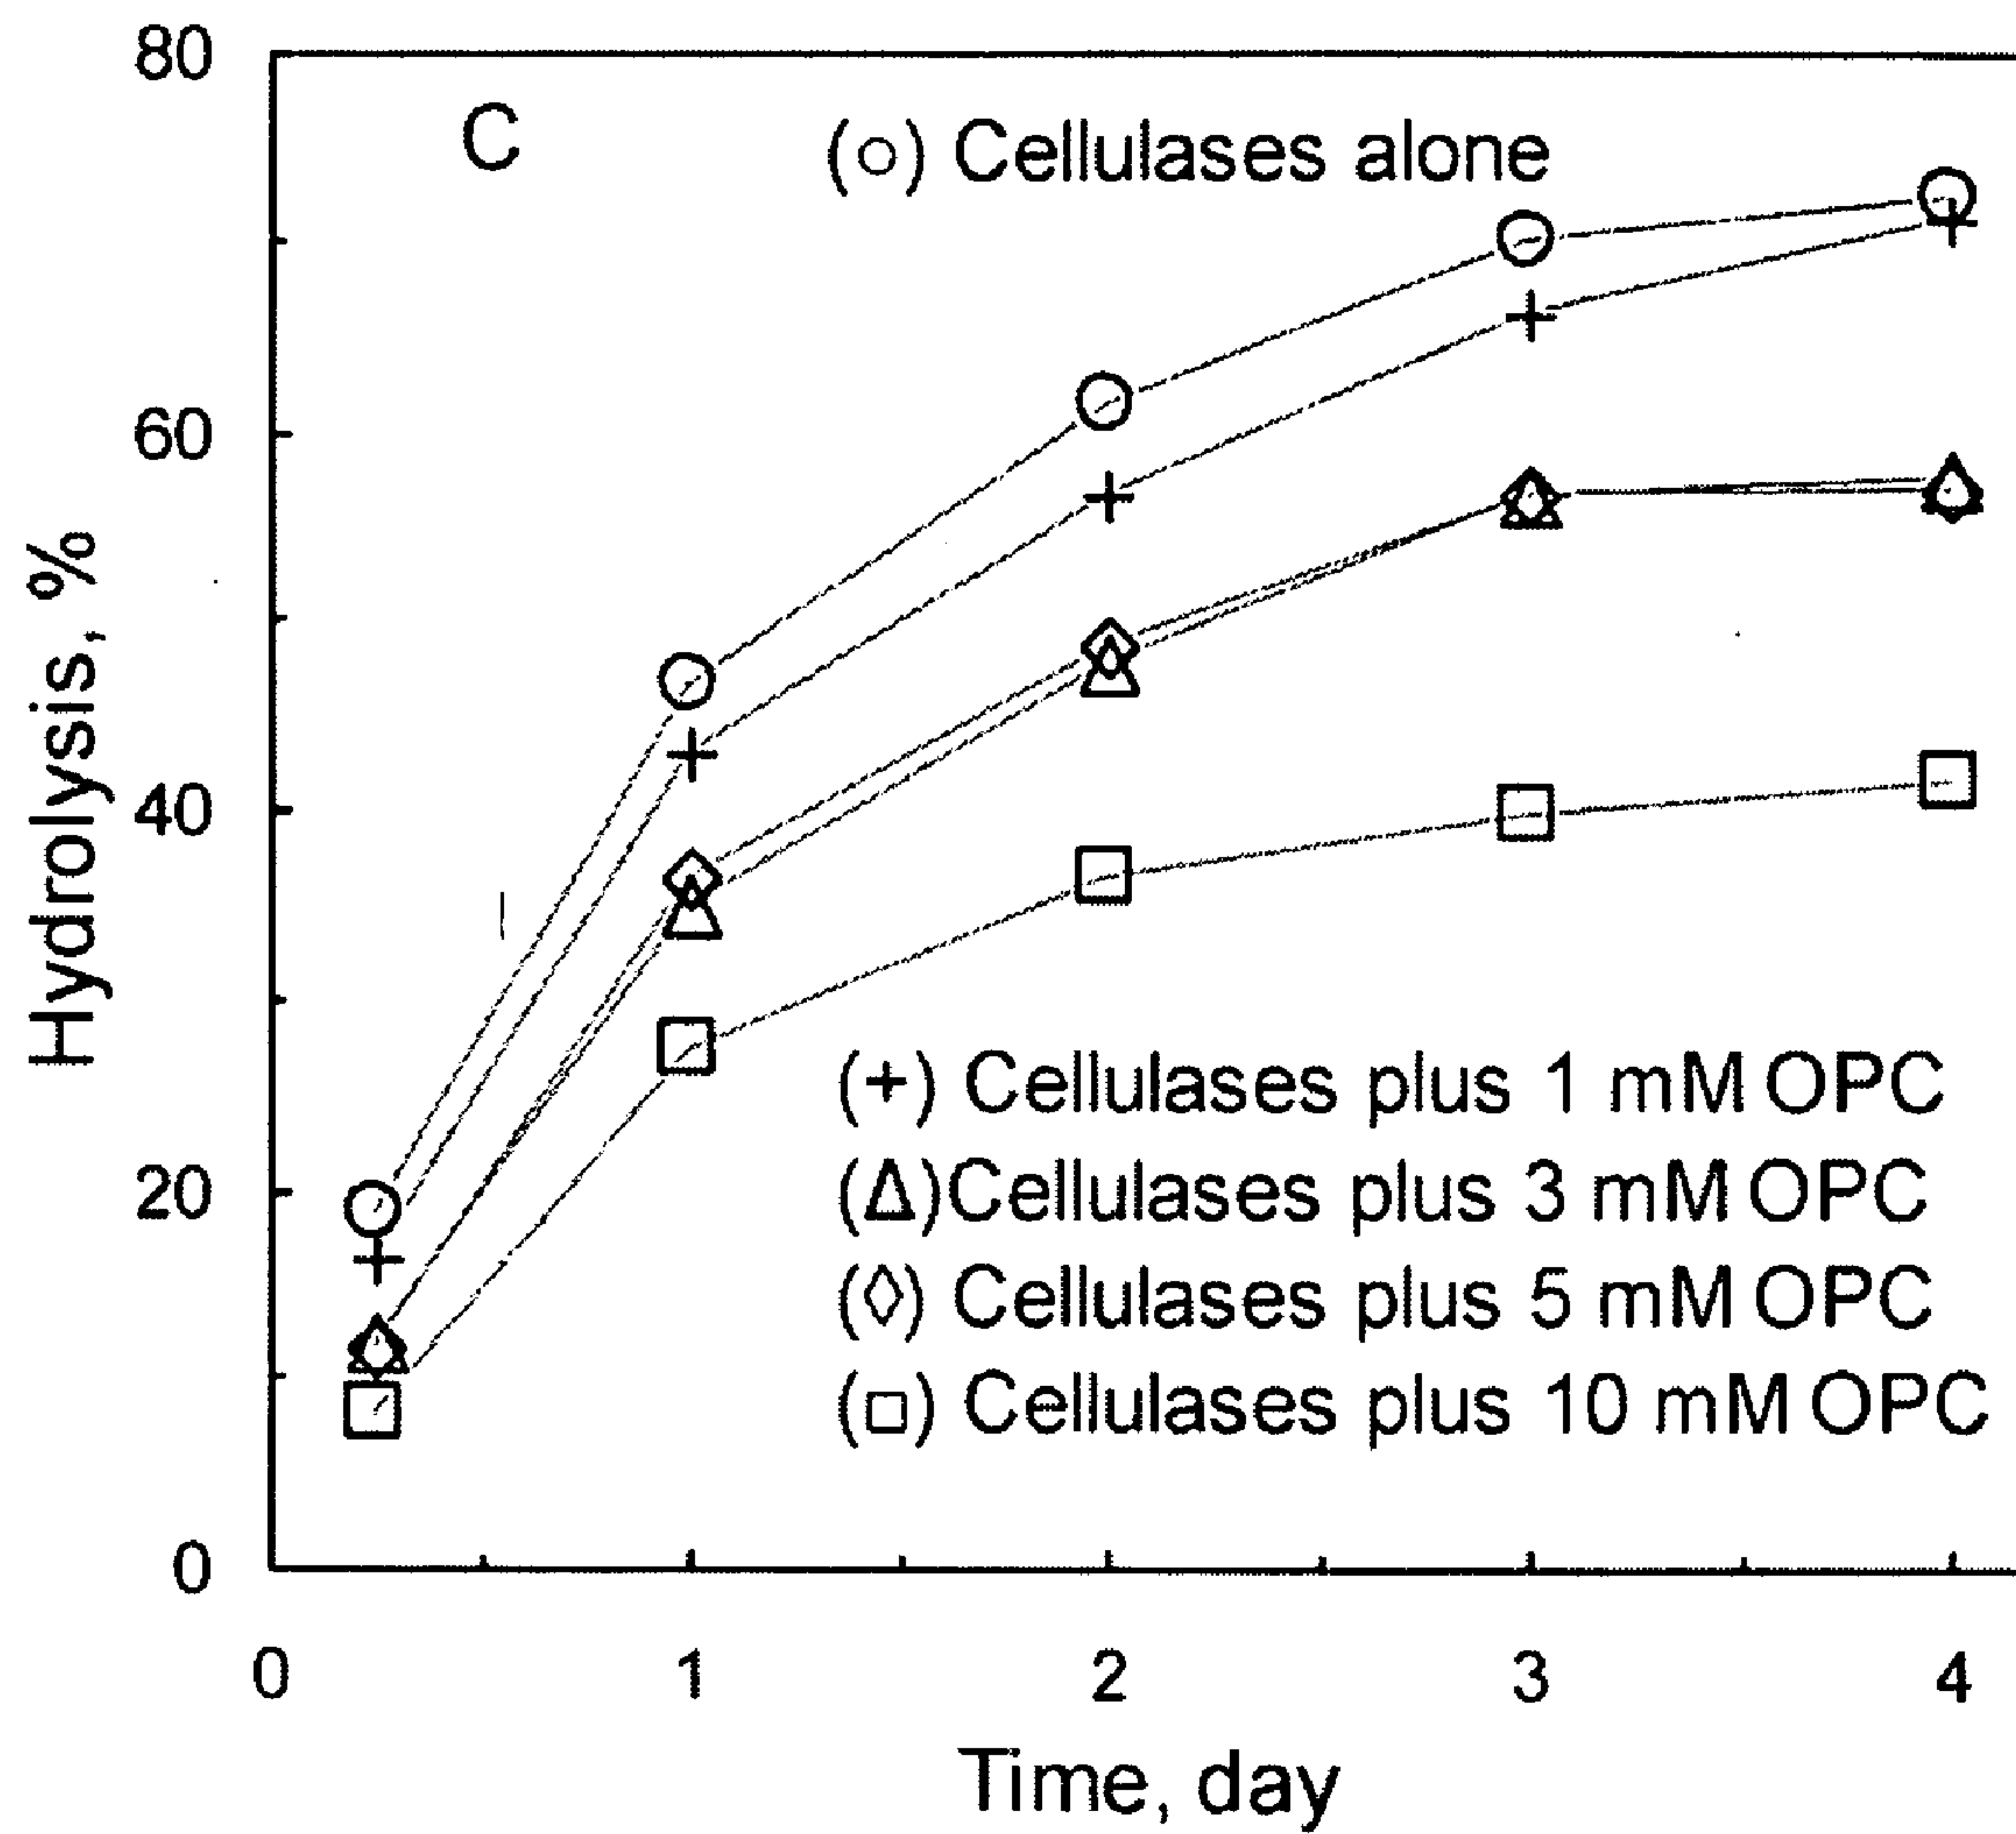 80
C
(○) Cellulases alone
60
40
20
0
Hydrolysis, %
(+) Cellulases plus 1 mM OPC
(Δ)Cellulases plus 3 mM OPC
(◊) Cellulases plus 5 mM OPC
(□) Cellulases plus 10 mM OPC
0 1 2 3 4
Time, day